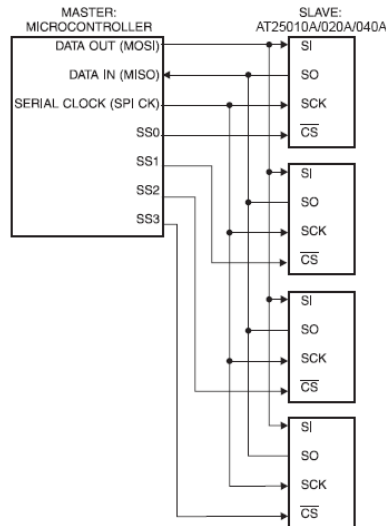 MASTER:
MICROCONTROLLER
SLAVE:
AT25010A/020A/040A
DATA OUT (MOSI)
DATA IN (MISO)
SERIAL CLOCK (SPI CK)
SS0
SS1
SS2
SS3
SI
SO
SCK
CS
SI
SO
SCK
CS
SI
SO
SCK
CS
SI
SO
SCK
CS